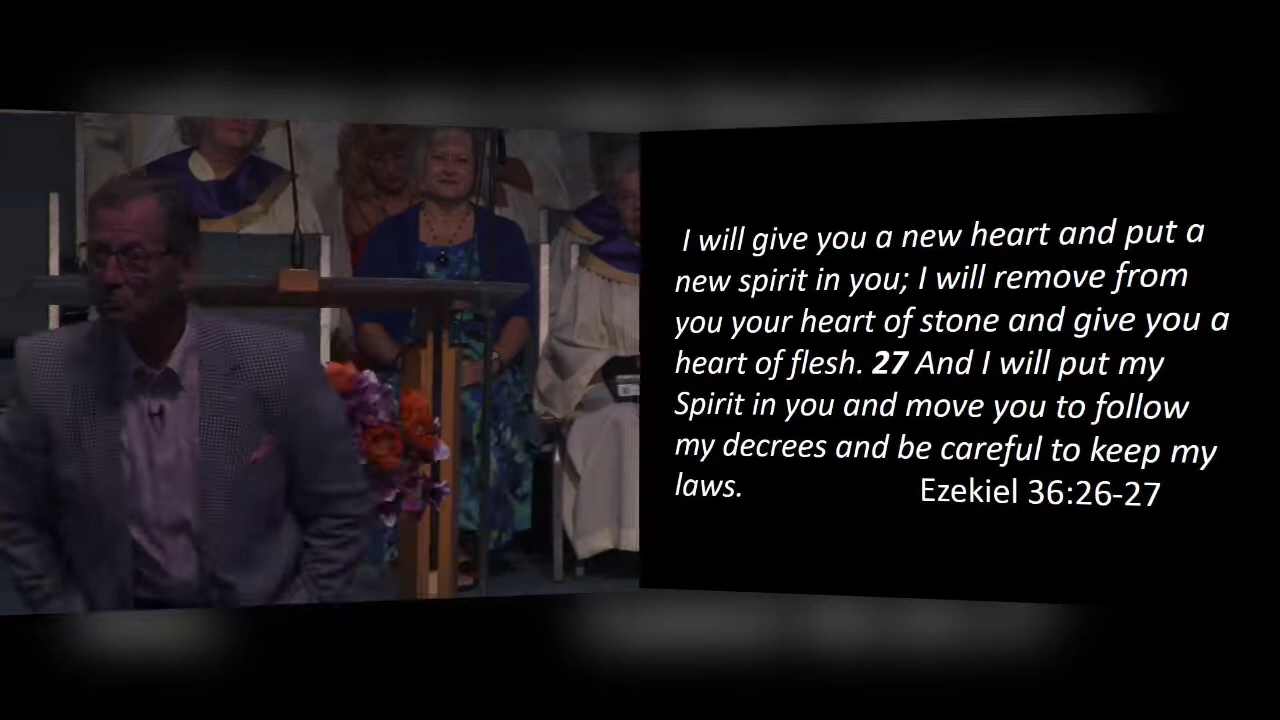 I will give you a new heart and put a
new spirit in you; I will remove from
you your heart of stone and give you a
heart of flesh. 27 And I will put my
Spirit in you and move you to follow
my decrees and be careful to keep my
laws. Ezekiel 36:26-27